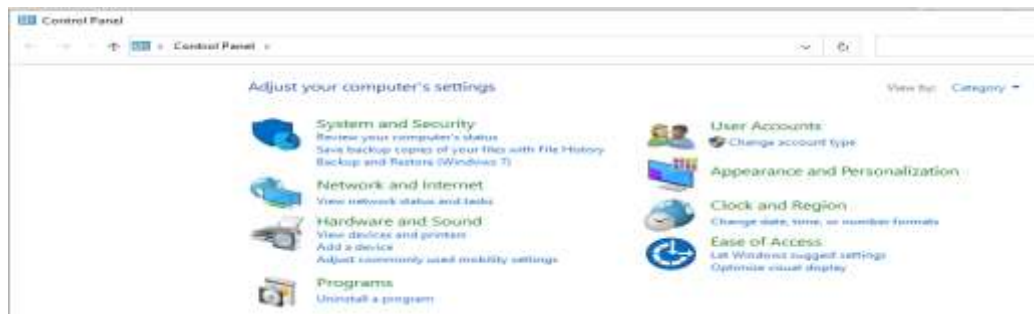 Control Panel
Control Panel
Adjust your computer's settings
View by: Category
System and Security
Review your computer's status
Save backup copies of your files with File History
Backup and Restore (Windows 7)
Network and Internet
View network status and tasks
Hardware and Sound
View devices and printers
Add a device
Adjust commonly used mobility settings
Programs
Uninstall a program
User Accounts
Change account type
Appearance and Personalization
Clock and Region
Change date, time, or number formats
Ease of Access
Let Windows suggest settings
Optimize visual display